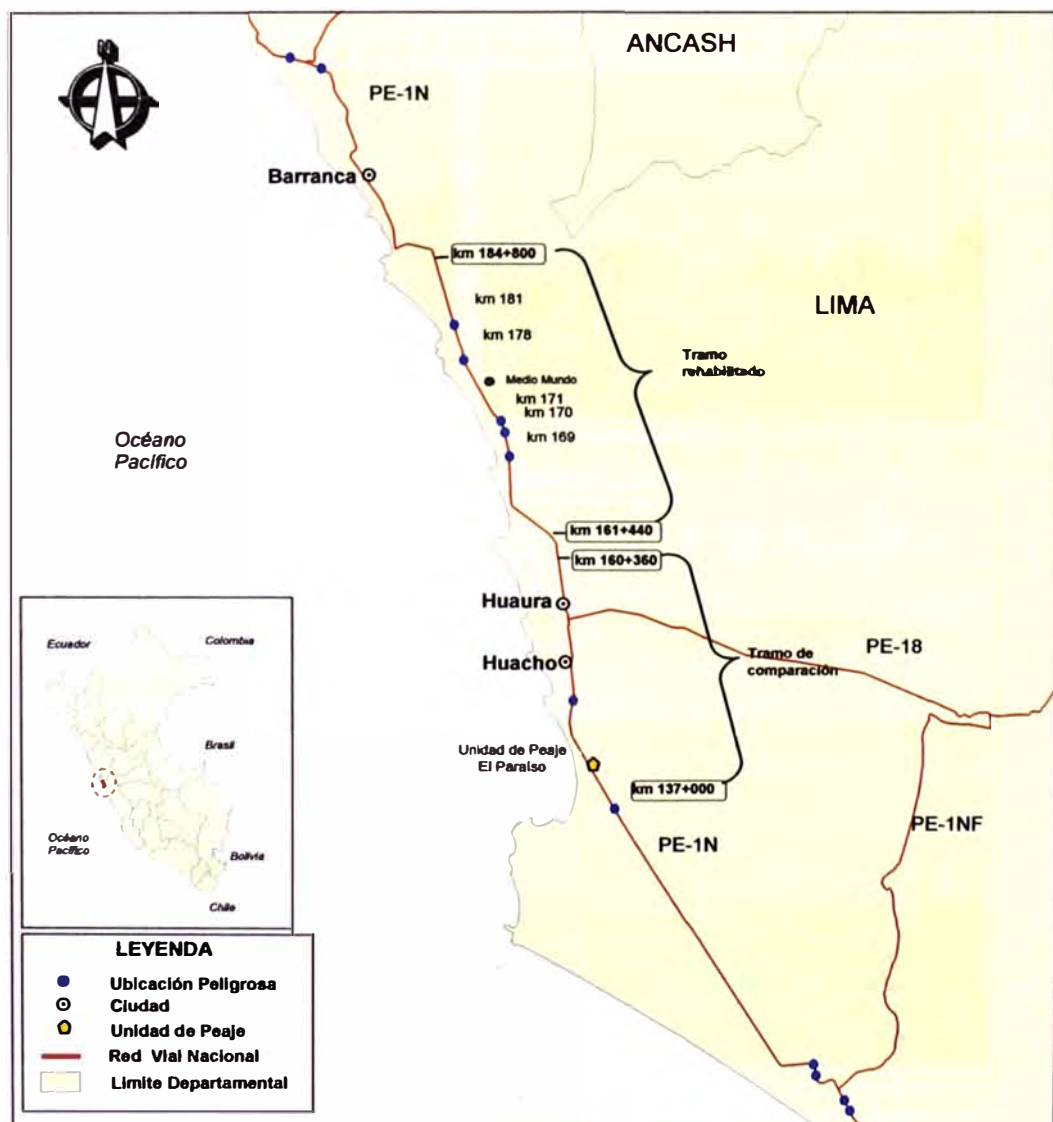 ANCASH
N
PE-1N
Barranca
km 184+800
LIMA
km 181
km 178
Tramo
rehabilitado
Medio Mundo
km 171
km 170
km 169
Océano
Pacífico
km 161+440
km 160+360
Huaura
PE-18
Huacho
Tramo de
comparación
Unidad de Peaje
El Paraíso
km 137+000
PE-1NF
PE-1N
Ecuador
Colombia
Brasil
Océano
Pacífico
Bolivia
Chile
LEYENDA
Ubicación Peligrosa
Ciudad
Unidad de Peaje
Red Vial Nacional
Limite Departamental